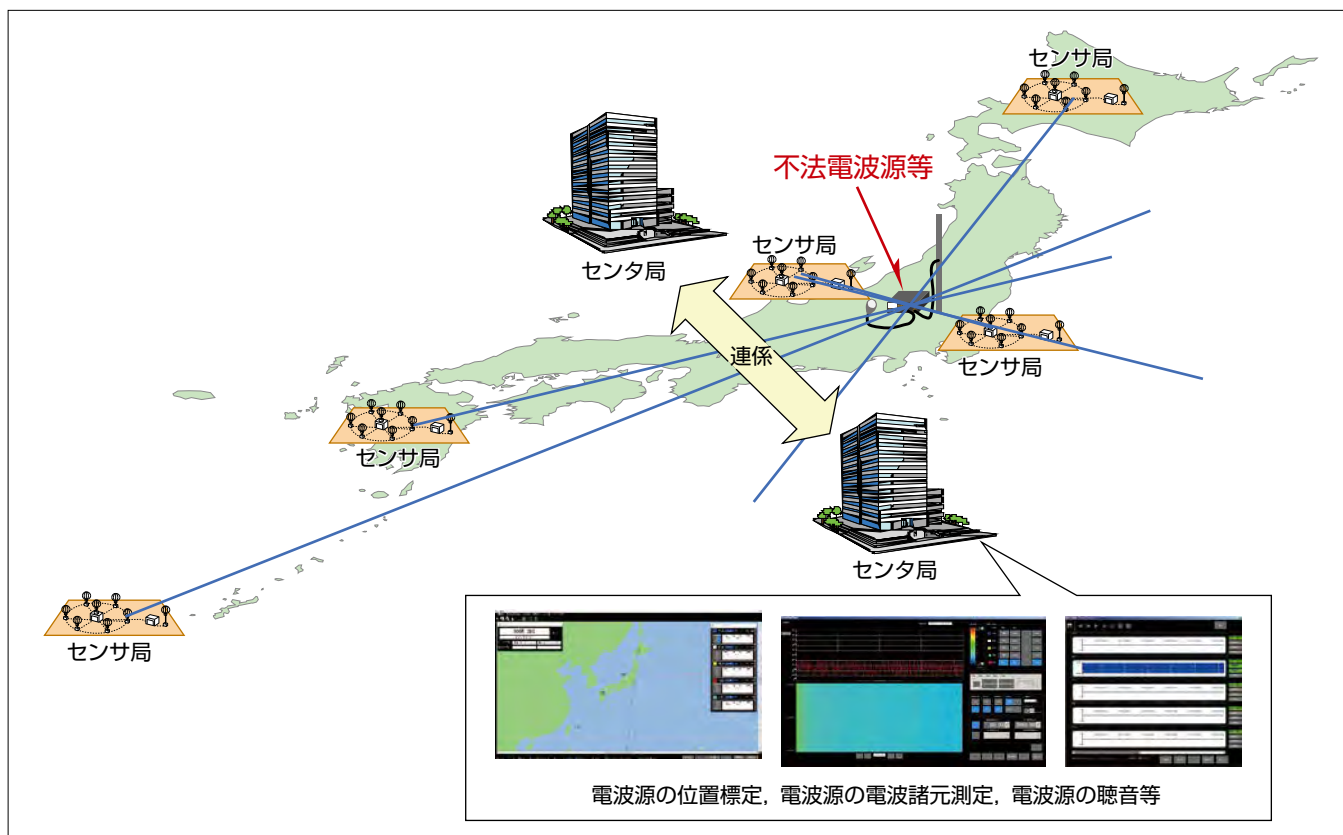 センサ局
不法電波源等
センタ局
センサ局
センサ局
連係
センサ局
センタ局
センサ局
電波源の位置標定, 電波源の電波諸元測定, 電波源の聴音等